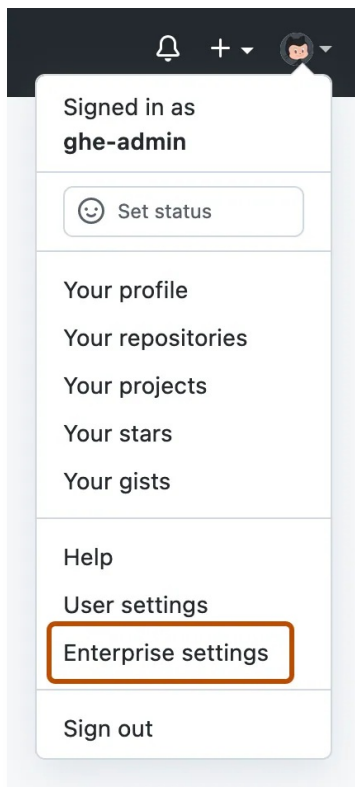 Signed in as
ghe-admin
Set status
Your profile
Your repositories
Your projects
Your stars
Your gists
Help
User settings
Enterprise settings
Sign out